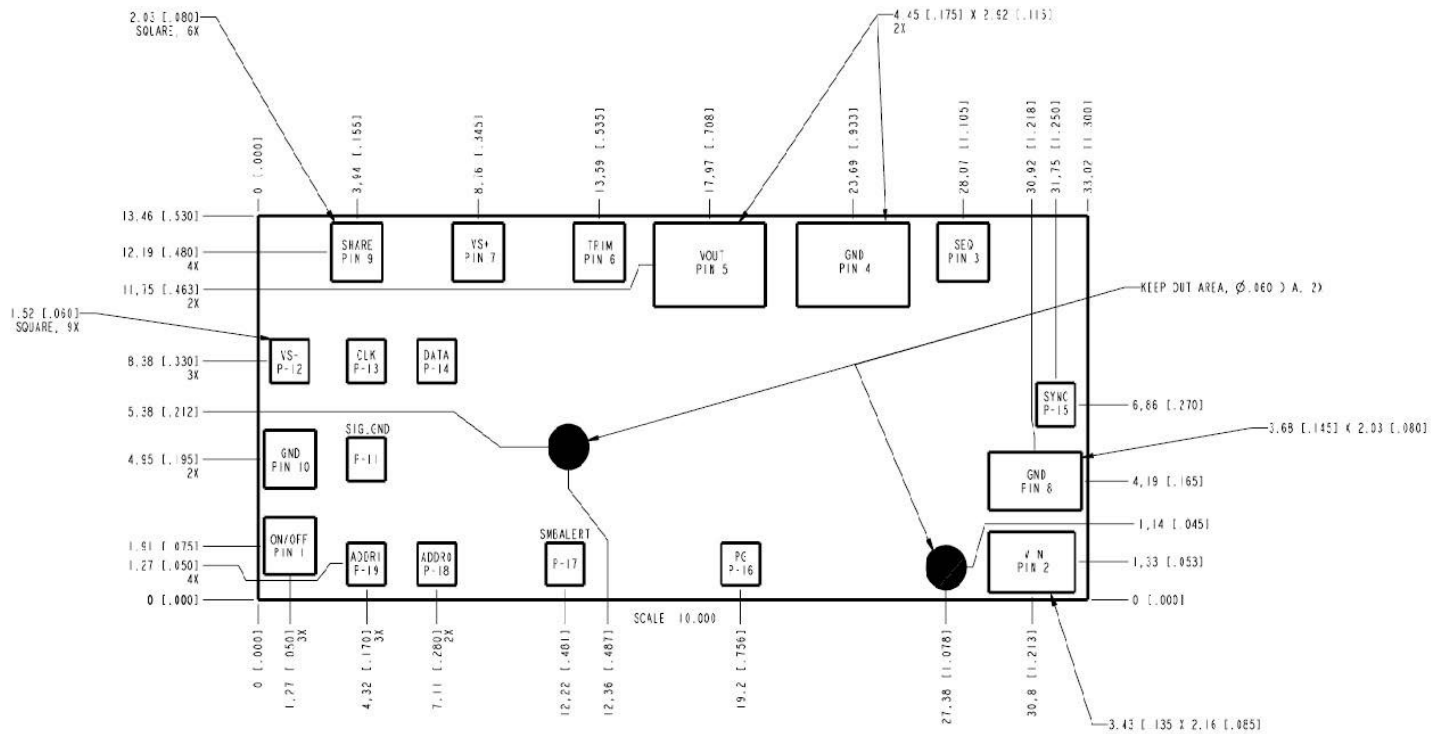 2.03 [.080]
SQUARE, 6X
4.45 [.175] X 2.92 [.115]
2X
0 [.000]
3,94 [.155]
8,76 [.345]
13,59 [.535]
17,97 [.708]
23,69 [.933]
28,07 [1.105]
30,92 [1.218]
31,75 [1.250]
33,02 [1.300]
13.46 [.530]
12.19 [.480]
4X
11,75 [.463]
2X
SHARE
PIN 9
VS+
PIN 7
TRIM
PIN 6
VOUT
PIN 5
GND
PIN 4
SEQ
PIN 3
KEEP OUT AREA, Ø.060 DIA. 2X
1.52 [.060]
SQUARE, 9X
8,38 [.330]
3X
VS-
P-12
CLK
P-13
DATA
P-14
5.38 [.212]
SYNC
P-15
6,86 [.270]
3.68 [.145] X 2.03 [.080]
4,95 [.195]
2X
GND
PIN 10
SIG_GND
P-11
GND
PIN 8
4,19 [.165]
1,14 [.045]
1.91 [.075]
1.27 [.050]
4X
ON/OFF
PIN 1
ADDR1
P-19
ADDR0
P-18
SMBALERT
P-17
PG
P-16
VIN
PIN 2
1,33 [.053]
0 [.000]
0 [.000]
SCALE 10.000
0 [.000]
1,27 [.050]
3X
4,32 [.170]
3X
7.11 [.280]
2X
12,22 [.481]
12,36 [.487]
19.2 [.756]
27.38 [1.078]
30,8 [1.213]
3.43 [.135 X 2.16 [.085]